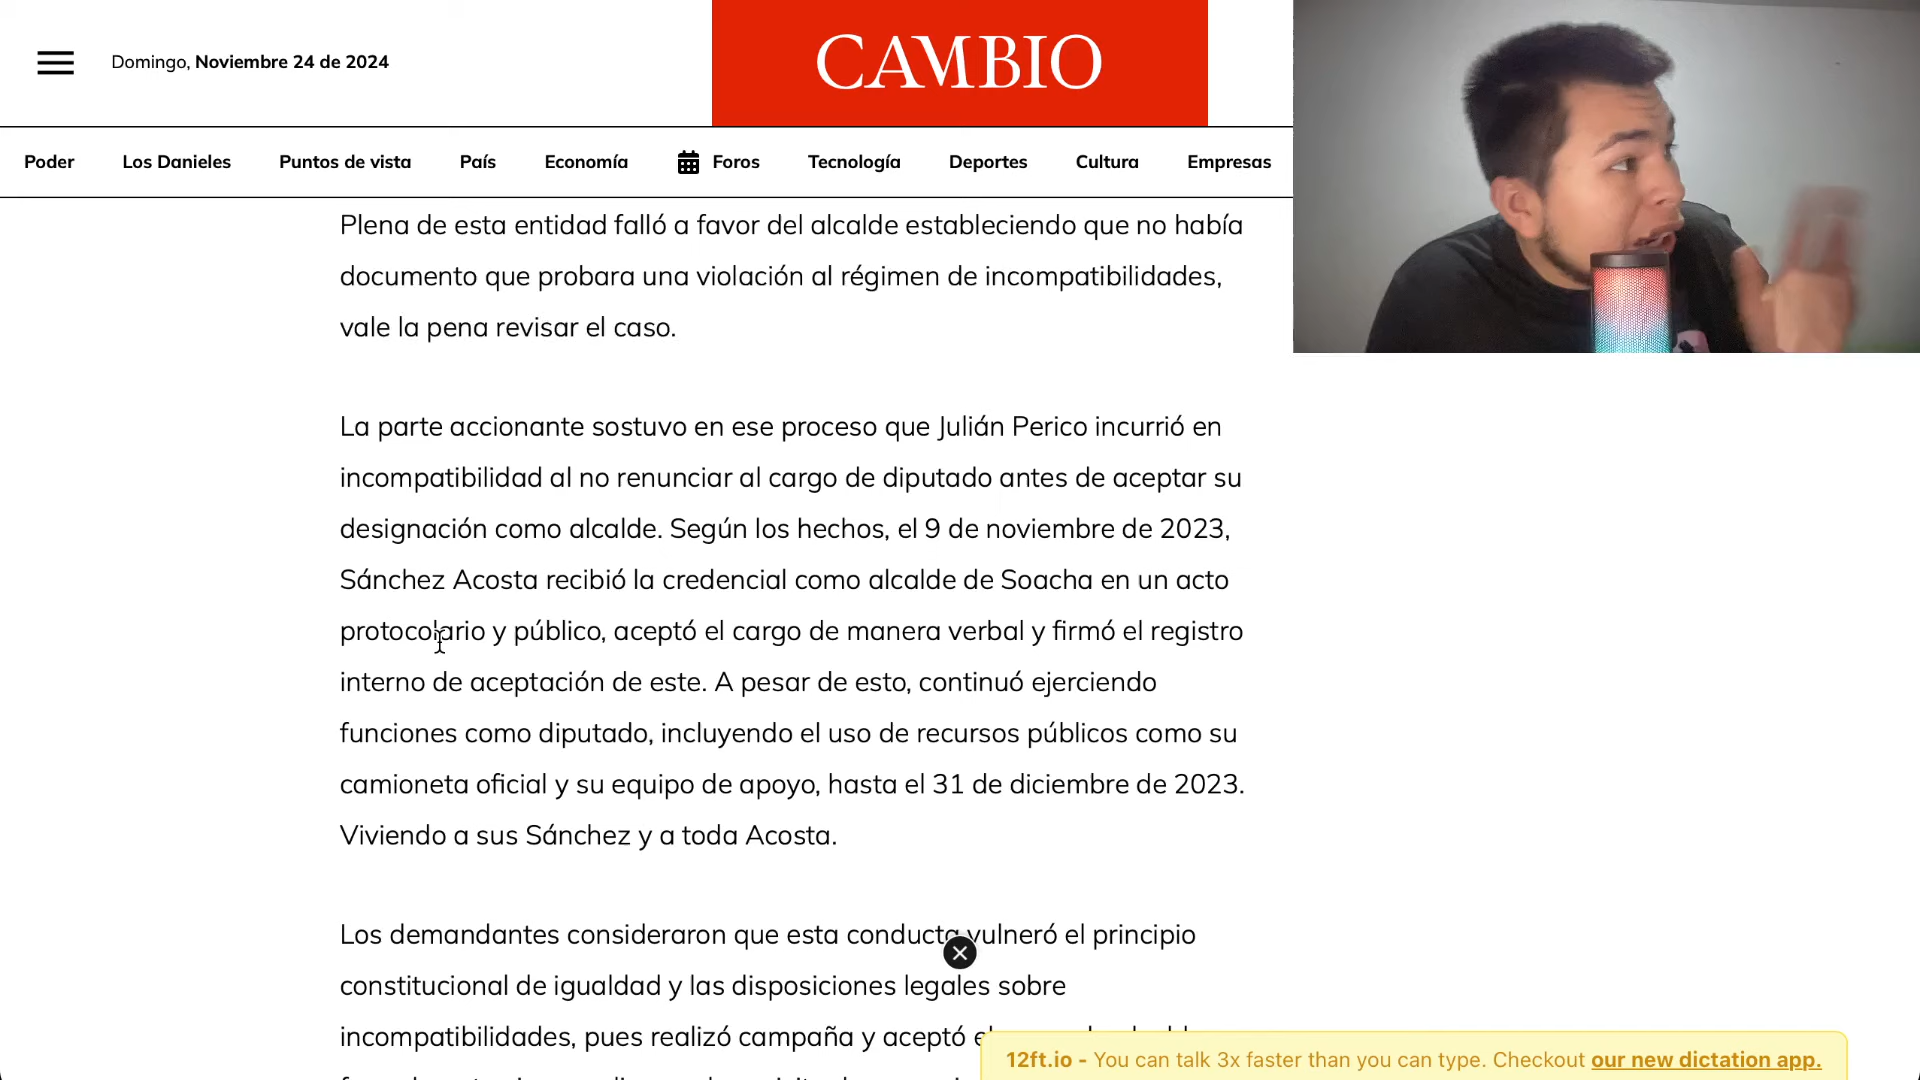 Domingo, Noviembre 24 de 2024
CAMBIO
Poder Los Danieles Puntos de vista País Economía Foros Tecnología Deportes Cultura Empresas
Plena de esta entidad falló a favor del alcalde estableciendo que no había
documento que probara una violación al régimen de incompatibilidades,
vale la pena revisar el caso.
La parte accionante sostuvo en ese proceso que Julián Perico incurrió en
incompatibilidad al no renunciar al cargo de diputado antes de aceptar su
designación como alcalde. Según los hechos, el 9 de noviembre de 2023,
Sánchez Acosta recibió la credencial como alcalde de Soacha en un acto
protocolario y público, aceptó el cargo de manera verbal y firmó el registro
interno de aceptación de este. A pesar de esto, continuó ejerciendo
funciones como diputado, incluyendo el uso de recursos públicos como su
camioneta oficial y su equipo de apoyo, hasta el 31 de diciembre de 2023.
Viviendo a sus Sánchez y a toda Acosta.
Los demandantes consideraron que esta conducta vulneró el principio
constitucional de igualdad y las disposiciones legales sobre
incompatibilidades, pues realizó campaña y aceptó
12ft.io - You can talk 3x faster than you can type. Checkout our new dictation app.